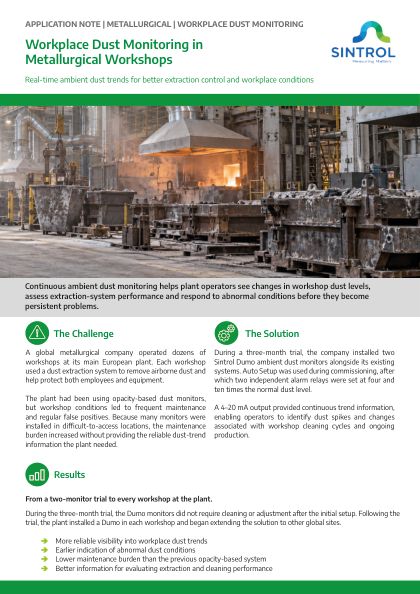 APPLICATION NOTE | METALLURGICAL | WORKPLACE DUST MONITORING
Workplace Dust Monitoring in
Metallurgical Workshops
Real-time ambient dust trends for better extraction control and workplace conditions
SINTROL
Measuring Matters
Continuous ambient dust monitoring helps plant operators see changes in workshop dust levels,
assess extraction-system performance and respond to abnormal conditions before they become
persistent problems.
The Challenge
A global metallurgical company operated dozens of
workshops at its main European plant. Each workshop
used a dust extraction system to remove airborne dust and
help protect both employees and equipment.
The plant had been using opacity-based dust monitors,
but workshop conditions led to frequent maintenance
and regular false positives. Because many monitors were
installed in difficult-to-access locations, the maintenance
burden increased without providing the reliable dust-trend
information the plant needed.
The Solution
During a three-month trial, the company installed two
Sintrol Dumo ambient dust monitors alongside its existing
systems. Auto Setup was used during commissioning, after
which two independent alarm relays were set at four and
ten times the normal dust level.
A 4–20 mA output provided continuous trend information,
enabling operators to identify dust spikes and changes
associated with workshop cleaning cycles and ongoing
production.
Results
From a two-monitor trial to every workshop at the plant.
During the three-month trial, the Dumo monitors did not require cleaning or adjustment after the initial setup. Following the
trial, the plant installed a Dumo in each workshop and began extending the solution to other global sites.
More reliable visibility into workplace dust trends
Earlier indication of abnormal dust conditions
Lower maintenance burden than the previous opacity-based system
Better information for evaluating extraction and cleaning performance